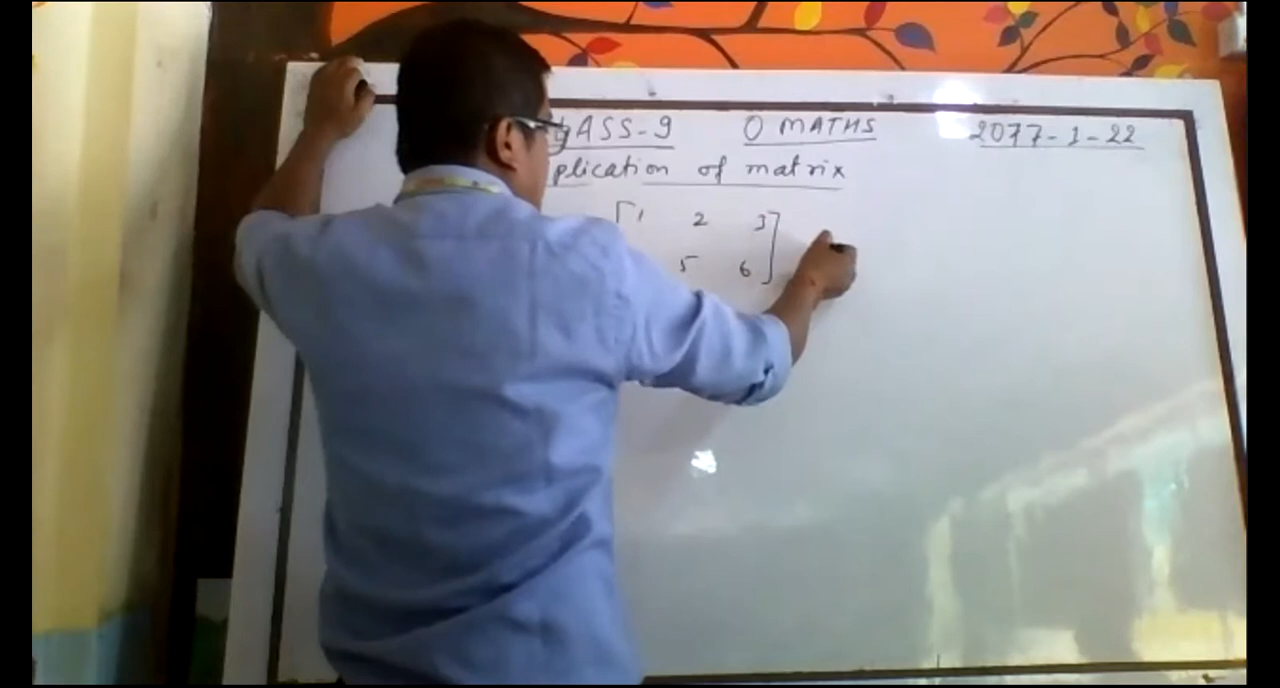 ASS-9 O MATHS 2077-1-22
plication of matrix
[1 2 3]
5 6]